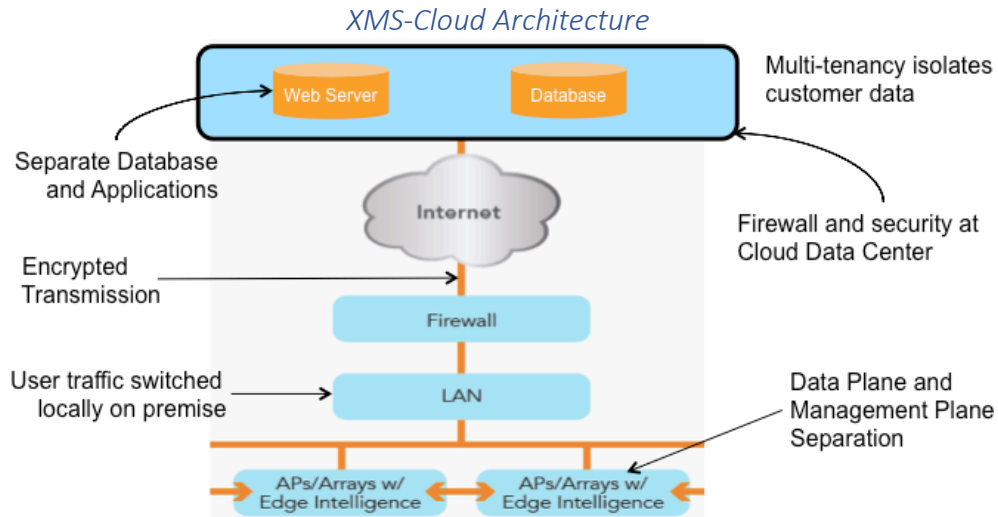 XMS-Cloud Architecture
Web Server
Database
Multi-tenancy isolates
customer data
Separate Database
and Applications
Internet
Firewall and security at
Cloud Data Center
Encrypted
Transmission
Firewall
User traffic switched
locally on premise
LAN
Data Plane and
Management Plane
Separation
APs/Arrays w/
Edge Intelligence
APs/Arrays w/
Edge Intelligence